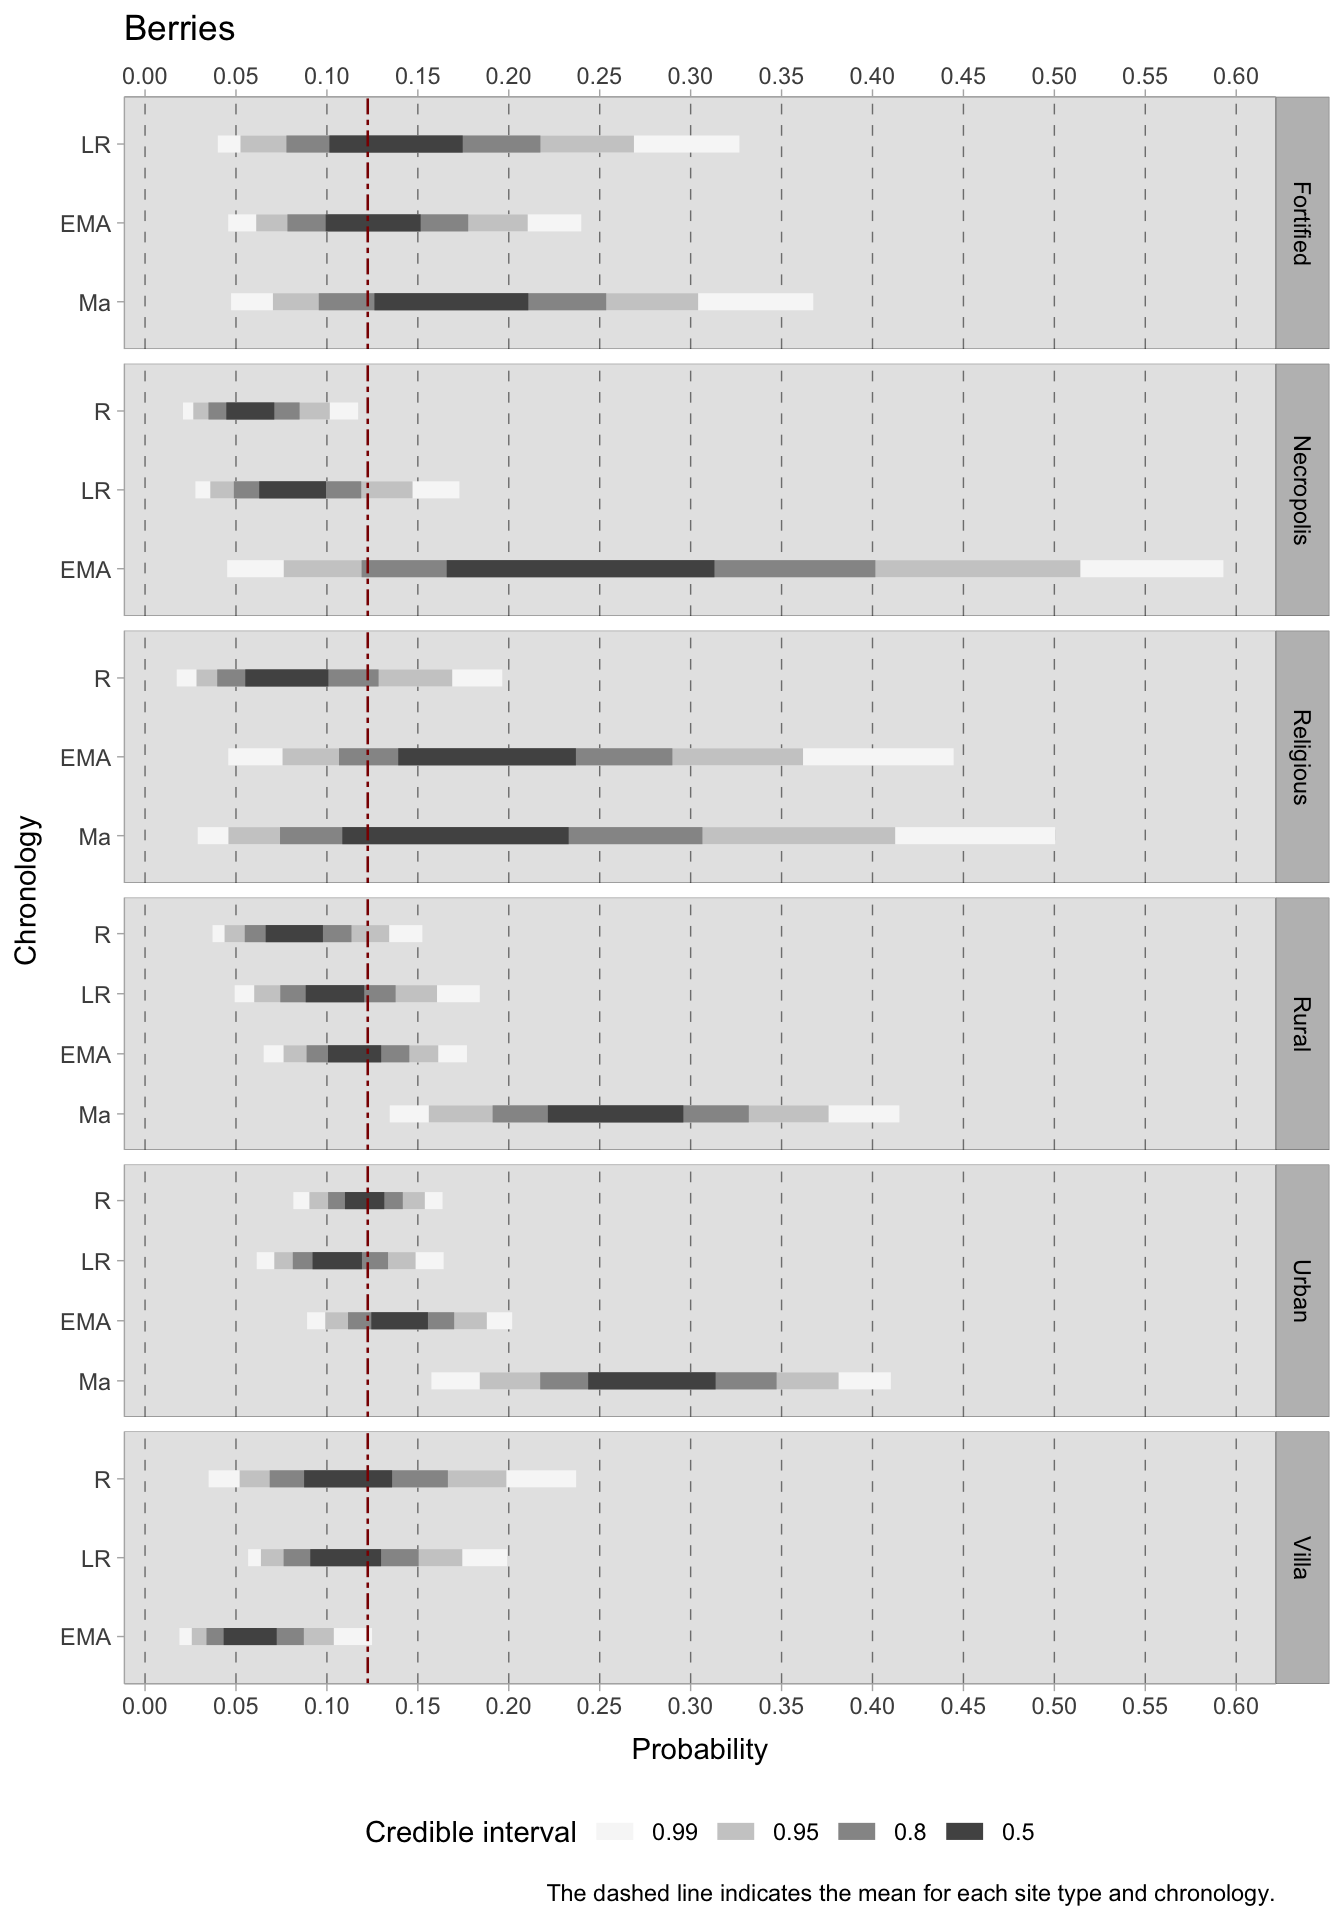 Berries
0.00 0.05 0.10 0.15 0.20 0.25 0.30 0.35 0.40 0.45 0.50 0.55 0.60
LR
EMA
Ma
Fortified
R
LR
EMA
Necropolis
R
EMA
Ma
Religious
Chronology
R
LR
EMA
Ma
Rural
R
LR
EMA
Ma
Urban
R
LR
EMA
Villa
0.00 0.05 0.10 0.15 0.20 0.25 0.30 0.35 0.40 0.45 0.50 0.55 0.60
Probability
Credible interval 0.99 0.95 0.8 0.5
The dashed line indicates the mean for each site type and chronology.